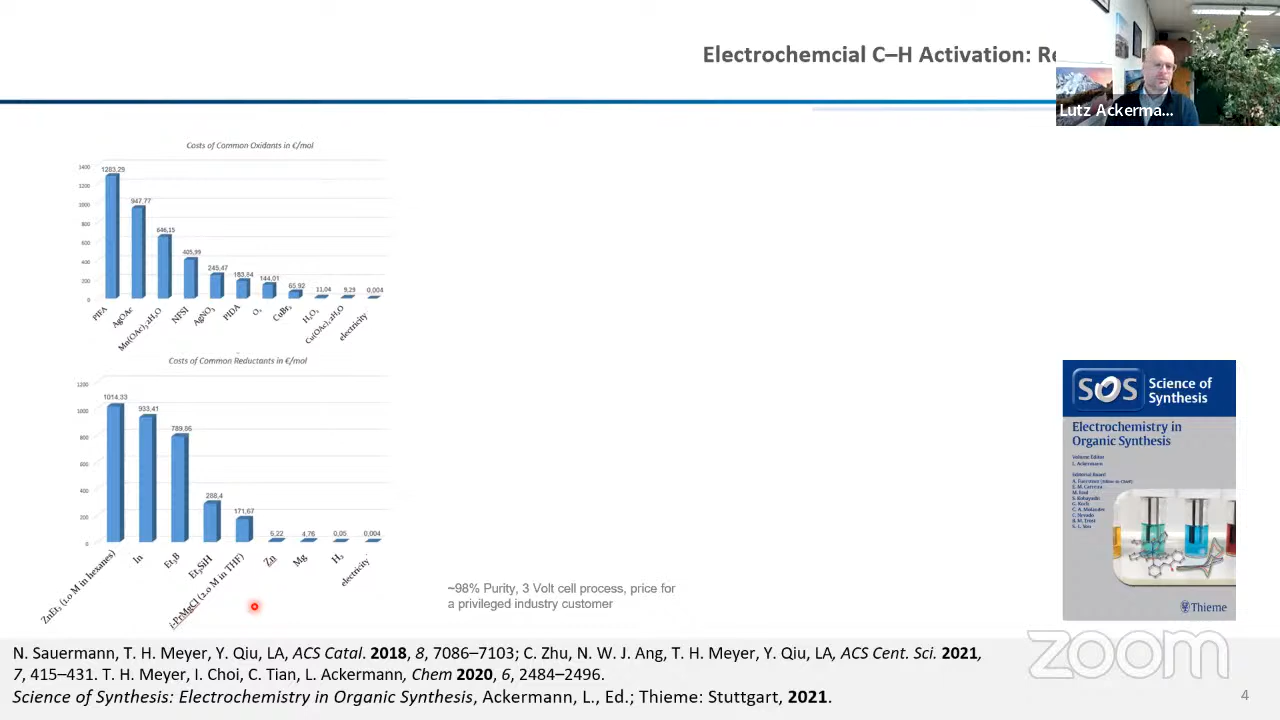 Electrochemcial C–H Activation: Re
Lutz Ackerma...
Costs of Common Oxidants in €/mol
1400
1200
1000
800
600
400
200
0
1283,29
947,77
646,15
405,99
245,47
183,84
144,01
65,92
11,04
9,29
0,004
PIFA
AgOAc
Mn(OAc)₃·2H₂O
NFSI
AgNO₃
PIDA
O₂
CuBr₂
H₂O₂
Cu(OAc)₂·2H₂O
electricity
Costs of Common Reductants in €/mol
1200
1000
800
600
400
200
0
1014,33
933,41
789,86
288,4
171,67
6,22
4,76
0,05
0,004
ZnEt₂ (1.0 M in hexanes)
In
Et₃B
Et₃SiH
i-PrMgCl (2.0 M in THF)
Zn
Mg
H₂
electricity
~98% Purity, 3 Volt cell process, price for
a privileged industry customer
SOS
Science of
Synthesis
Electrochemistry in
Organic Synthesis
Volume Editor
L. Ackermann
Editorial Board
E. M. Carreira
S. Kobayashi
G. Koch
G. A. Molander
C. Nevado
B. M. Trost
S.-L. You
Thieme
N. Sauermann, T. H. Meyer, Y. Qiu, LA, ACS Catal. 2018, 8, 7086–7103; C. Zhu, N. W. J. Ang, T. H. Meyer, Y. Qiu, LA, ACS Cent. Sci. 2021,
7, 415–431. T. H. Meyer, I. Choi, C. Tian, L. Ackermann, Chem 2020, 6, 2484–2496.
Science of Synthesis: Electrochemistry in Organic Synthesis, Ackermann, L., Ed.; Thieme: Stuttgart, 2021.
zoom
4